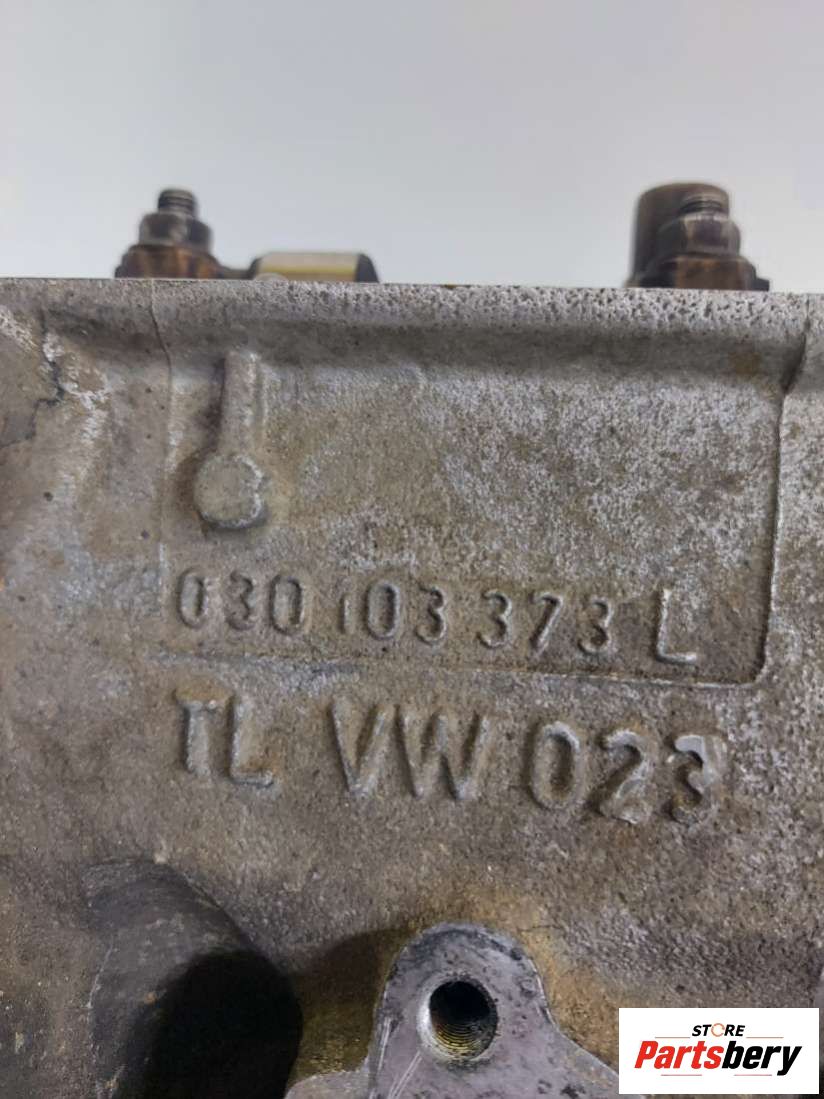 030 103 373 L
TL VW 023
STORE
Partsbery